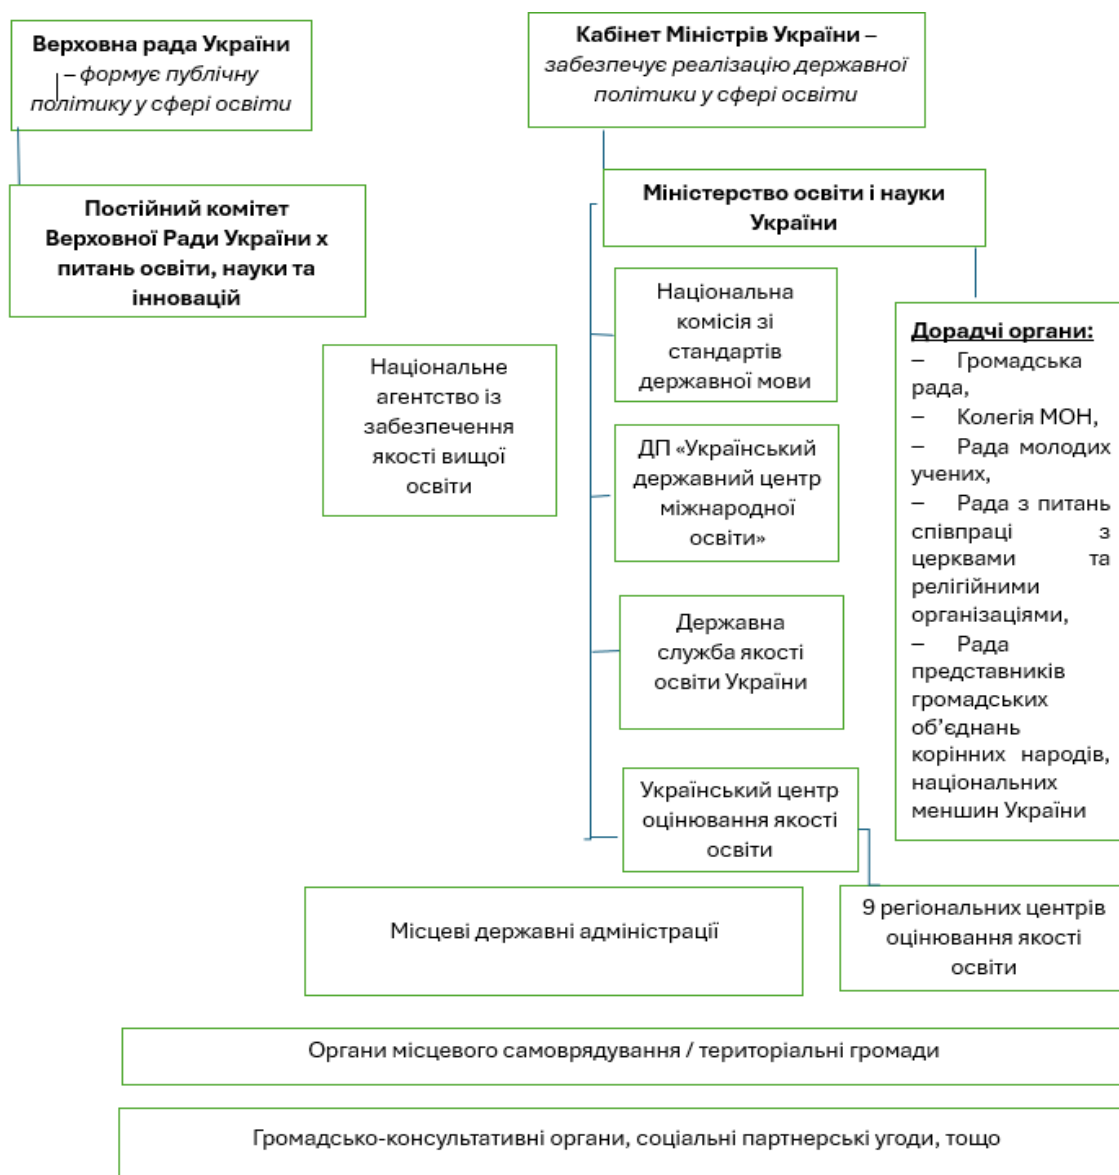 Верховна рада України
– формує публічну
політику у сфері освіти
Кабінет Міністрів України –
забезпечує реалізацію державної
політики у сфері освіти
Постійний комітет
Верховної Ради України х
питань освіти, науки та
інновацій
Міністерство освіти і науки
України
Національна
комісія зі
стандартів
державної мови
Національне
агентство із
забезпечення
якості вищої
освіти
ДП «Український
державний центр
міжнародної
освіти»
Державна
служба якості
освіти України
Український центр
оцінювання якості
освіти
Дорадчі органи:
– Громадська
рада,
– Колегія МОН,
– Рада молодих
учених,
– Рада з питань
співпраці з
церквами та
релігійними
організаціями,
– Рада
представників
громадських
об’єднань
корінних народів,
національних
меншин України
Місцеві державні адміністрації
9 регіональних центрів
оцінювання якості
освіти
Органи місцевого самоврядування / територіальні громади
Громадсько-консультативні органи, соціальні партнерські угоди, тощо